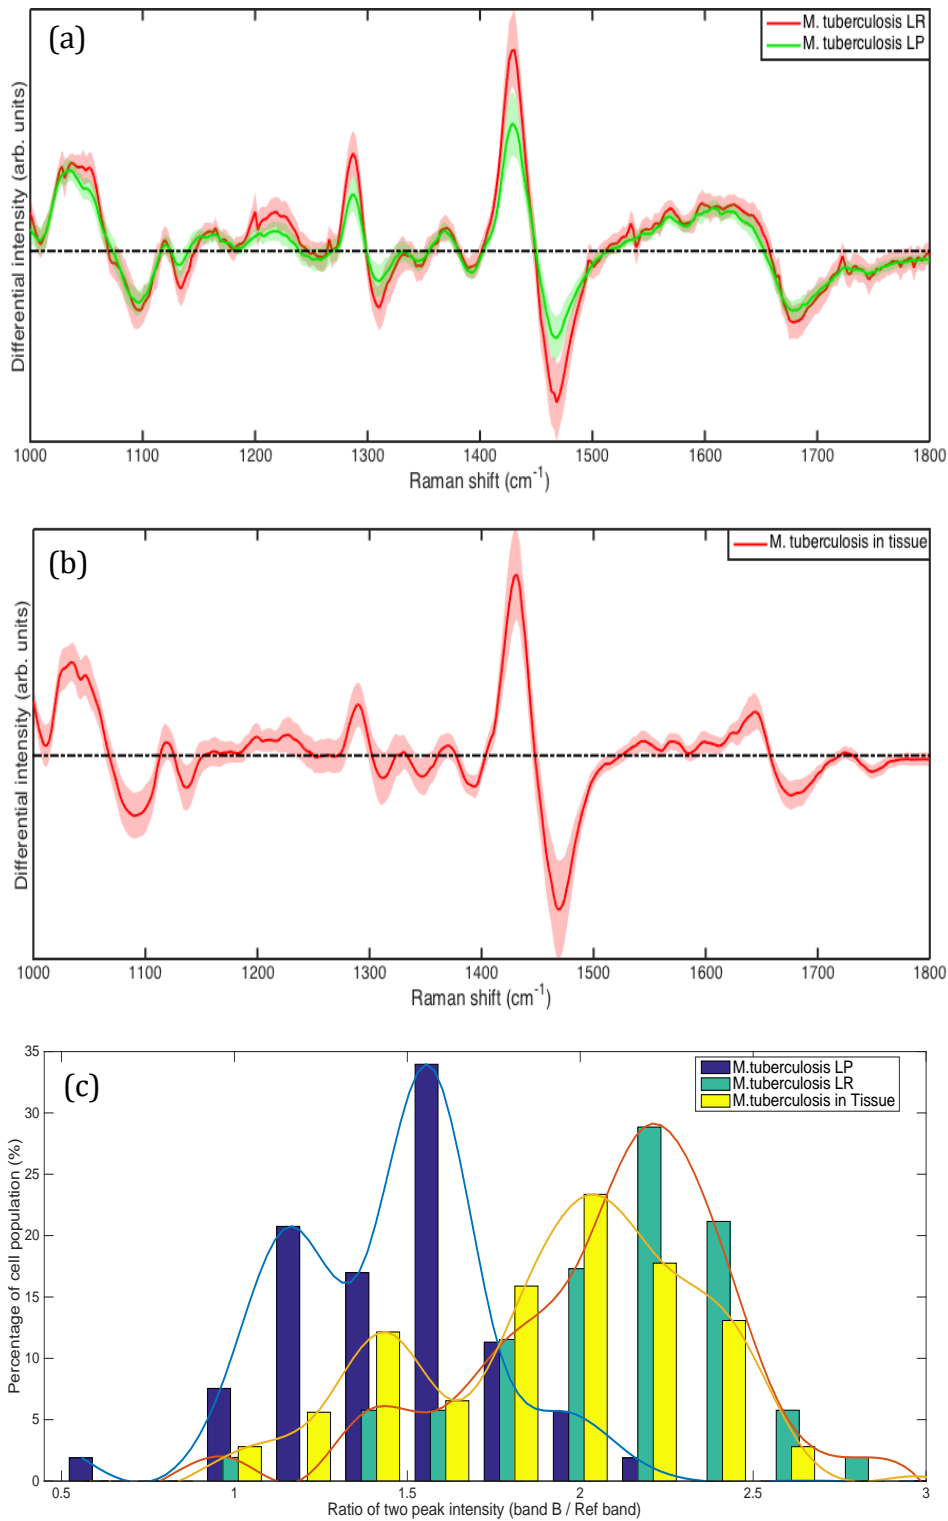 (a)
M. tuberculosis LR
M. tuberculosis LP
Differential intensity (arb. units)
1000 1100 1200 1300 1400 1500 1600 1700 1800
Raman shift (cm-1)
(b)
M. tuberculosis in tissue
Differential intensity (arb. units)
1000 1100 1200 1300 1400 1500 1600 1700 1800
Raman shift (cm-1)
(c)
M.tuberculosis LP
M.tuberculosis LR
M.tuberculosis in Tissue
Percentage of cell population (%)
35
30
25
20
15
10
5
0
0.5 1 1.5 2 2.5 3
Ratio of two peak intensity (band B / Ref band)